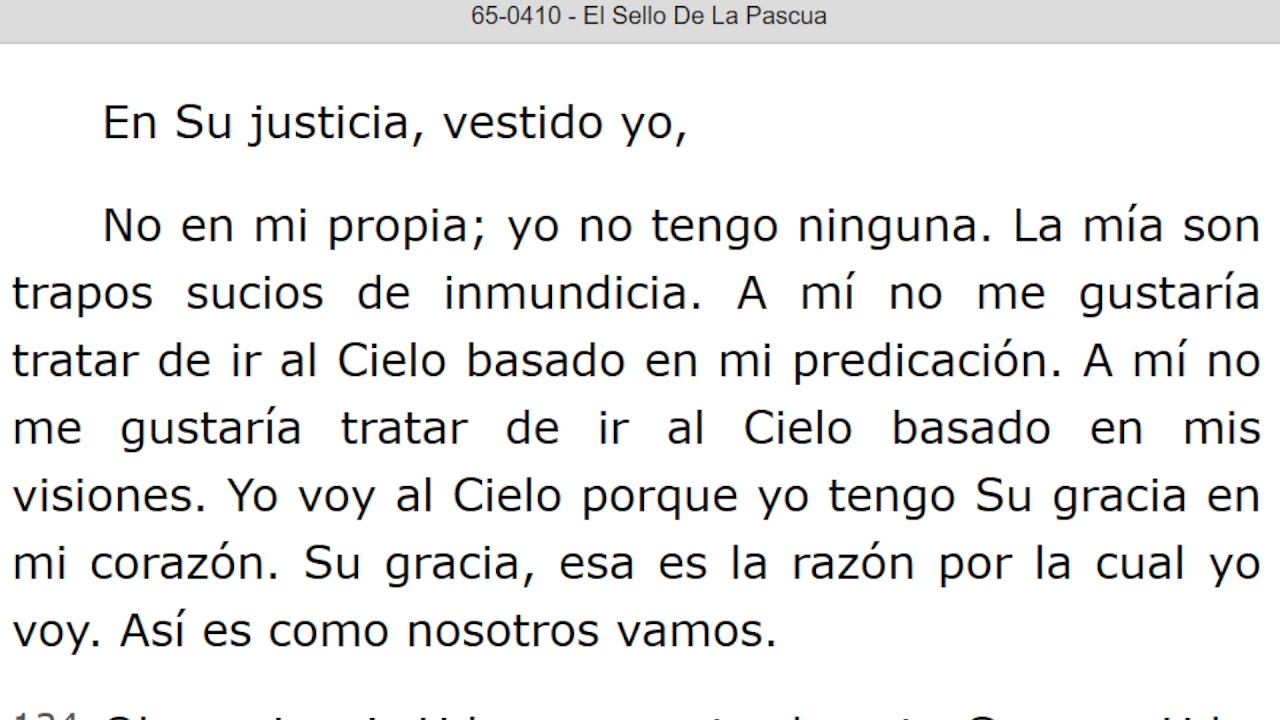 65-0410 - El Sello De La Pascua
En Su justicia, vestido yo,
No en mi propia; yo no tengo ninguna. La mía son
trapos sucios de inmundicia. A mí no me gustaría
tratar de ir al Cielo basado en mi predicación. A mí no
me gustaría tratar de ir al Cielo basado en mis
visiones. Yo voy al Cielo porque yo tengo Su gracia en
mi corazón. Su gracia, esa es la razón por la cual yo
voy. Así es como nosotros vamos.